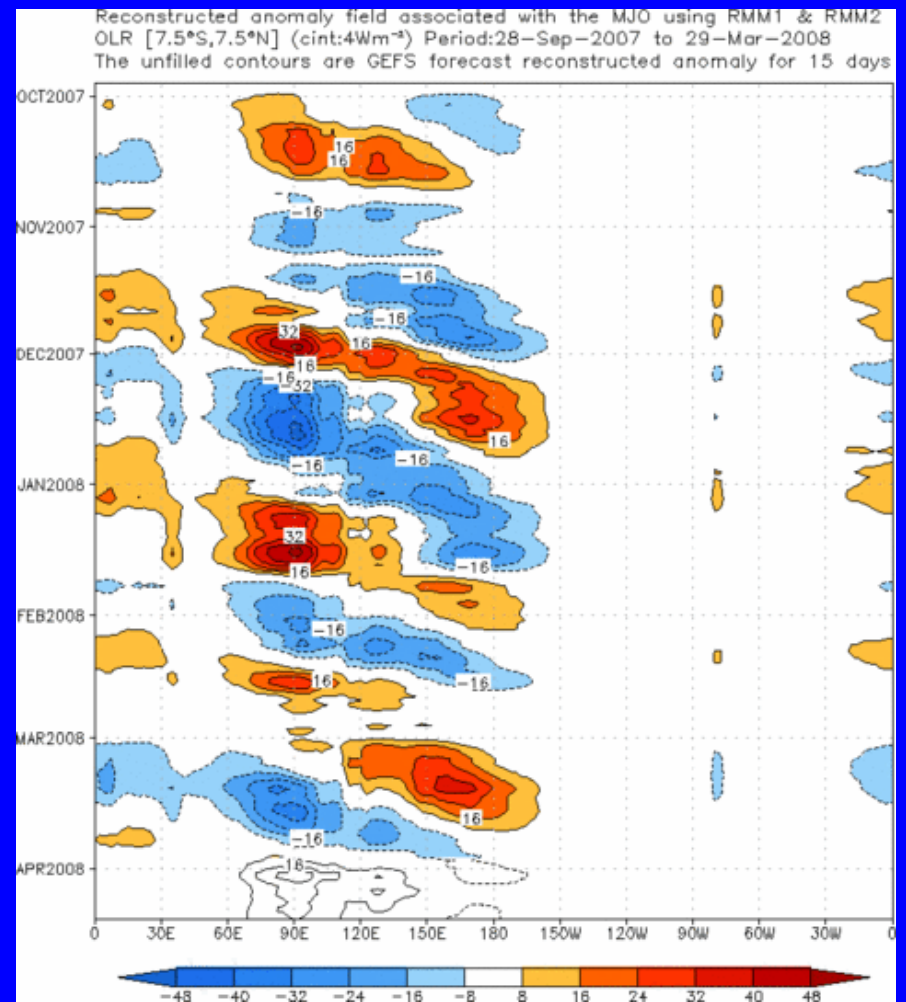 Reconstructed anomaly field associated with the MJO using RMM1 & RMM2
OLR [7.5°S,7.5°N] (cint:4Wm⁻²) Period:28-Sep-2007 to 29-Mar-2008
The unfilled contours are GEFS forecast reconstructed anomaly for 15 days
OCT2007
16
16
-16
NOV2007
-16
-16
32
16
DEC2007
16
-16
-32
16
-16
-16
JAN2008
32
16
-16
FEB2008
-16
16
-16
MAR2008
16
-16
16
APR2008
0 30E 60E 90E 120E 150E 180 150W 120W 90W 60W 30W 0
-48 -40 -32 -24 -16 -8 8 16 24 32 40 48